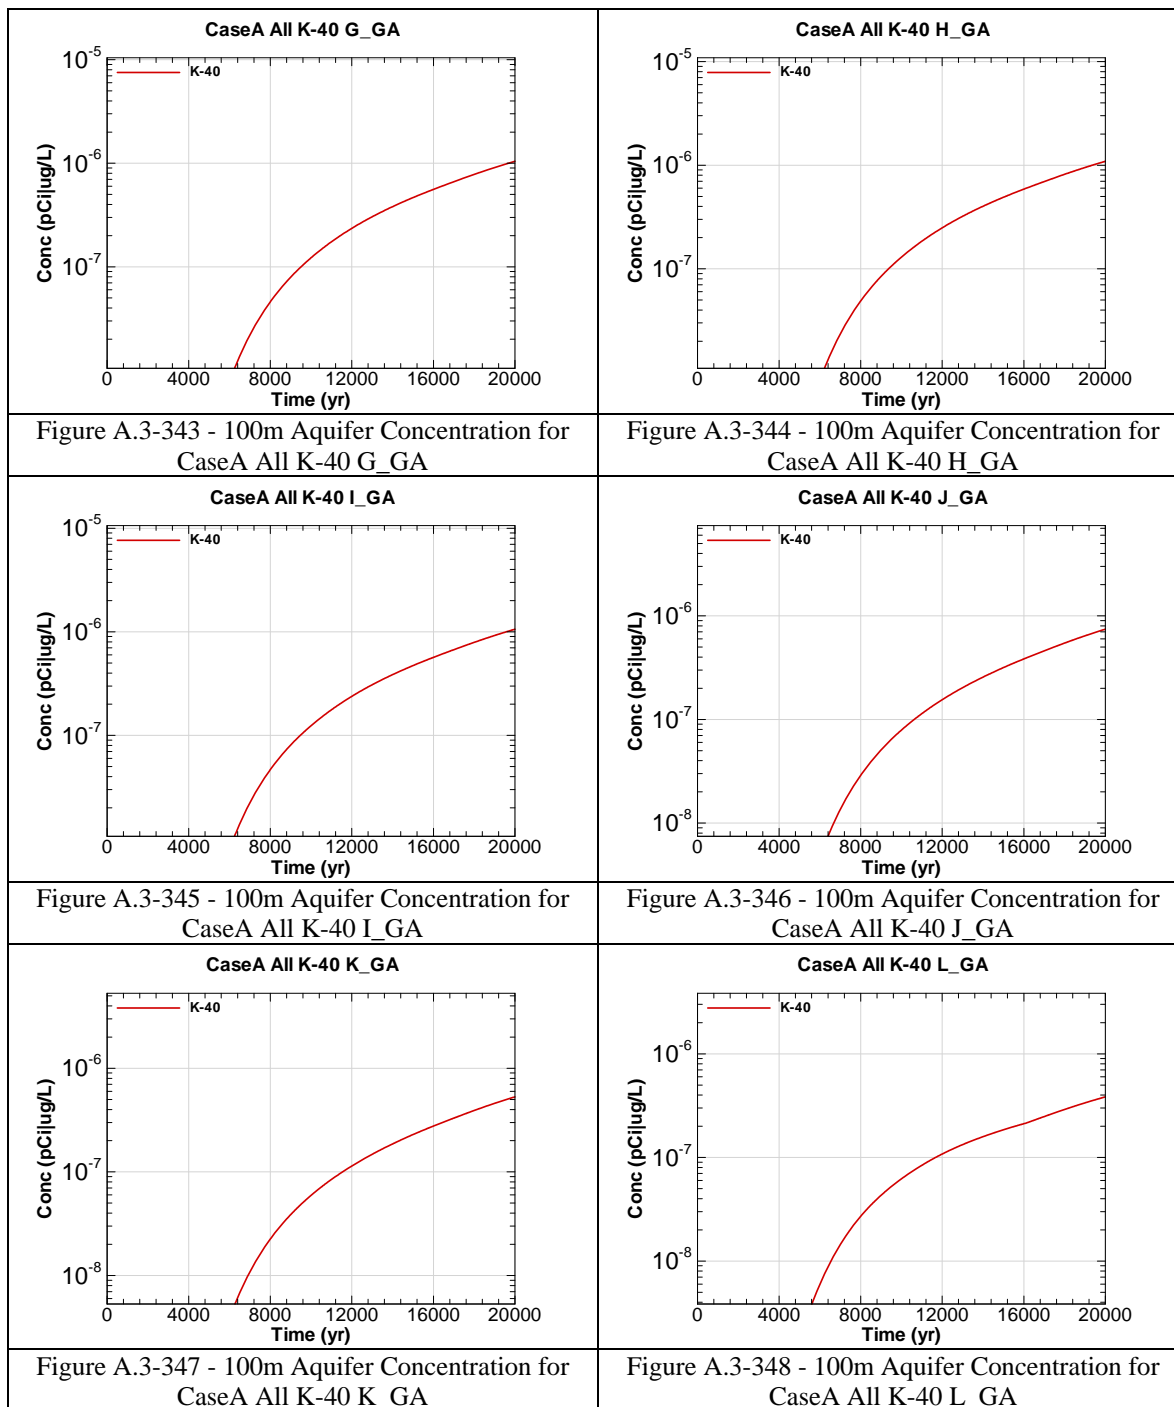 CaseA All K-40 G_GA
K-40
10-5
10-6
10-7
Conc (pCi|ug/L)
0 4000 8000 12000 16000 20000
Time (yr)
Figure A.3-343 - 100m Aquifer Concentration for
CaseA All K-40 G_GA
CaseA All K-40 H_GA
K-40
10-5
10-6
10-7
Conc (pCi|ug/L)
0 4000 8000 12000 16000 20000
Time (yr)
Figure A.3-344 - 100m Aquifer Concentration for
CaseA All K-40 H_GA
CaseA All K-40 I_GA
K-40
10-5
10-6
10-7
Conc (pCi|ug/L)
0 4000 8000 12000 16000 20000
Time (yr)
Figure A.3-345 - 100m Aquifer Concentration for
CaseA All K-40 I_GA
CaseA All K-40 J_GA
K-40
10-6
10-7
10-8
Conc (pCi|ug/L)
0 4000 8000 12000 16000 20000
Time (yr)
Figure A.3-346 - 100m Aquifer Concentration for
CaseA All K-40 J_GA
CaseA All K-40 K_GA
K-40
10-6
10-7
10-8
Conc (pCi|ug/L)
0 4000 8000 12000 16000 20000
Time (yr)
Figure A.3-347 - 100m Aquifer Concentration for
CaseA All K-40 K_GA
CaseA All K-40 L_GA
K-40
10-6
10-7
10-8
Conc (pCi|ug/L)
0 4000 8000 12000 16000 20000
Time (yr)
Figure A.3-348 - 100m Aquifer Concentration for
CaseA All K-40 L_GA